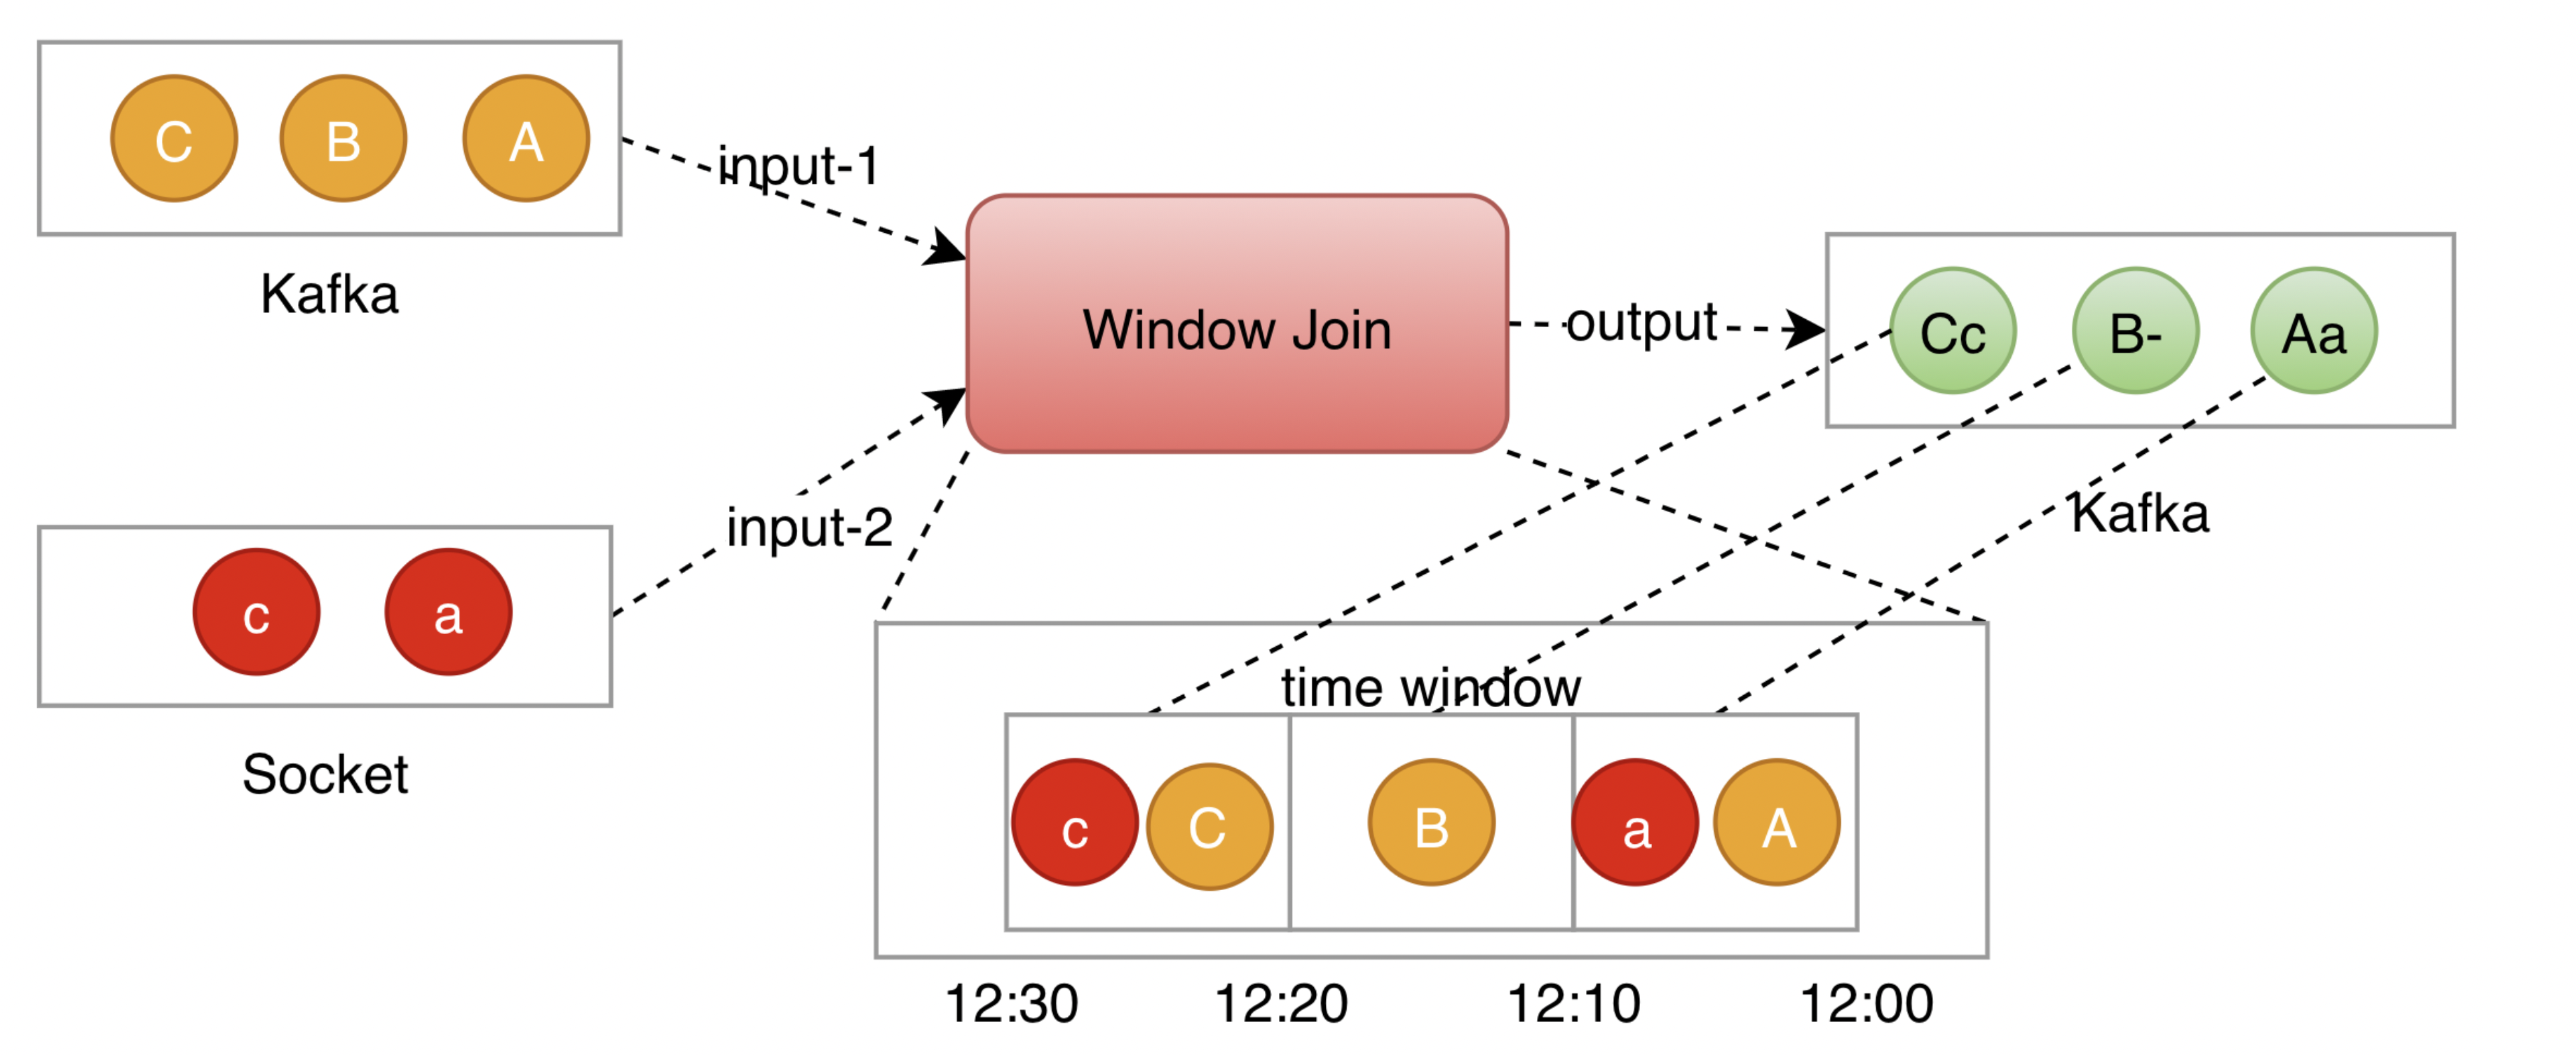 C B A
input-1
Kafka
Window Join
output
Cc B- Aa
Kafka
input-2
c a
Socket
time window
c C B a A
12:30 12:20 12:10 12:00